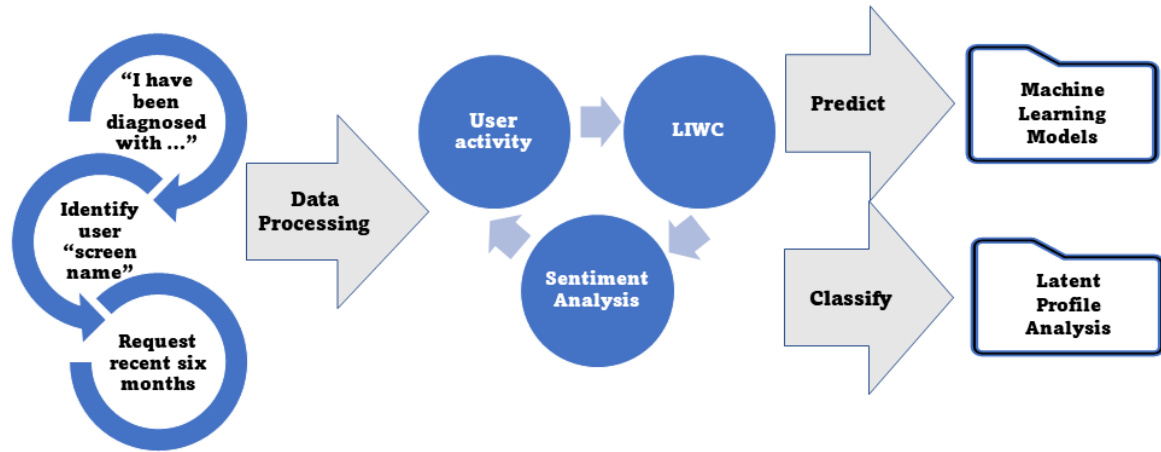 “I have
been
diagnosed
with ...”
Identify
user
“screen
name”
Request
recent six
months
Data
Processing
User
activity
LIWC
Sentiment
Analysis
Predict
Classify
Machine
Learning
Models
Latent
Profile
Analysis